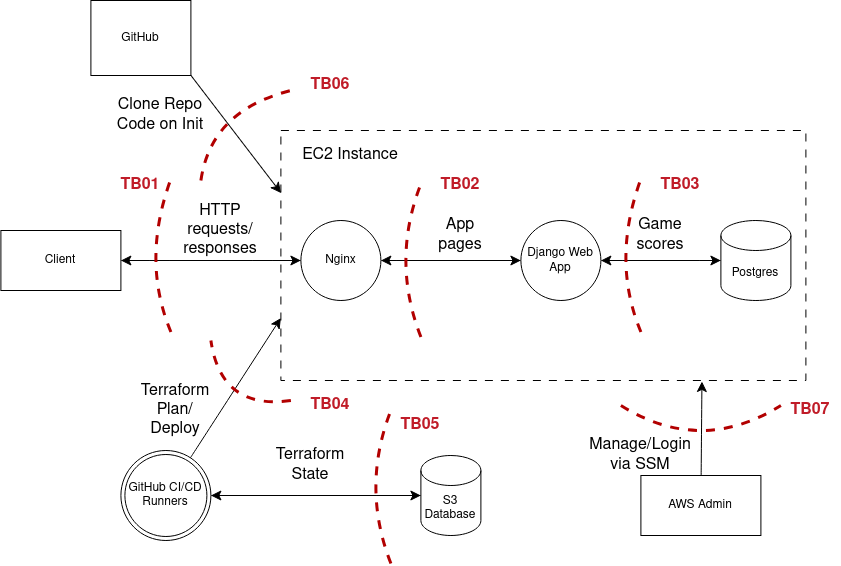 GitHub
TB06
Clone Repo
Code on Init
EC2 Instance
TB01
TB02
TB03
HTTP
requests/
responses
App
pages
Game
scores
Client
Nginx
Django Web
App
Postgres
Terraform
Plan/
Deploy
TB04
TB05
TB07
Terraform
State
Manage/Login
via SSM
GitHub CI/CD
Runners
S3
Database
AWS Admin